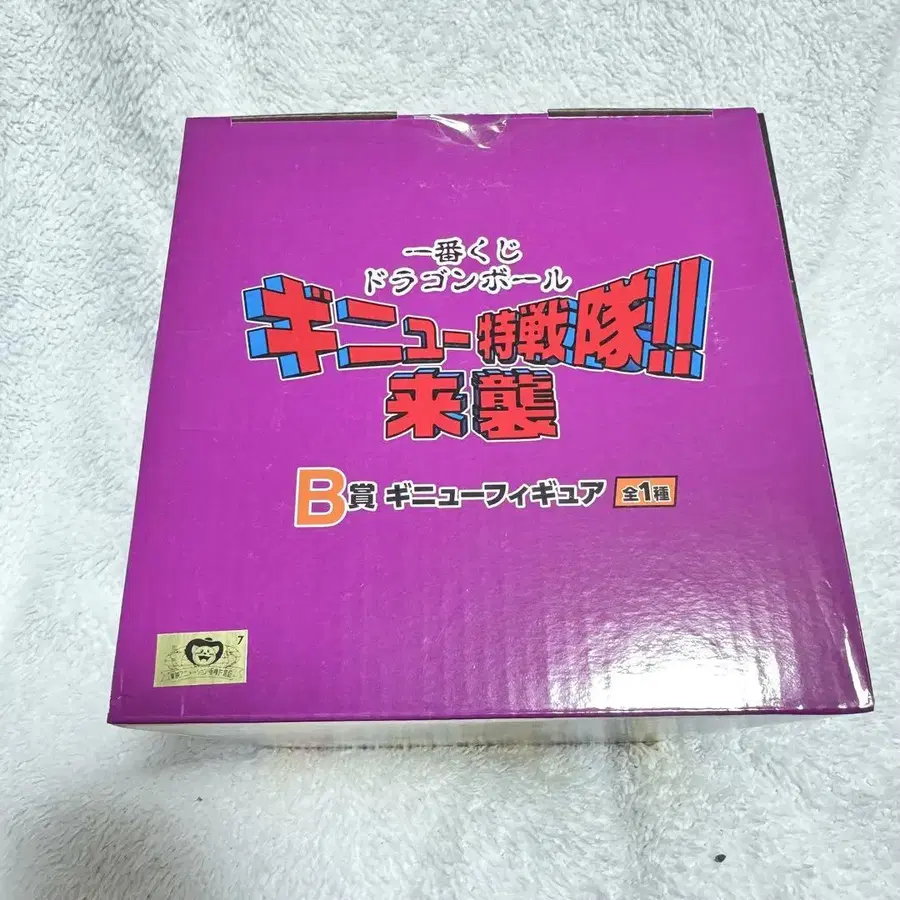 一番くじ
ドラゴンボール
ギニュー特戦隊!!
来襲
B賞 ギニューフィギュア 全1種
7